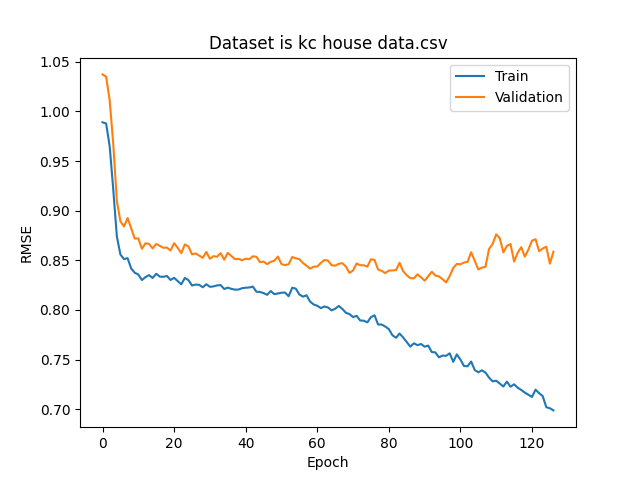 Dataset is kc house data.csv
1.05
1.00
0.95
0.90
0.85
0.80
0.75
0.70
RMSE
Train
Validation
0 20 40 60 80 100 120
Epoch